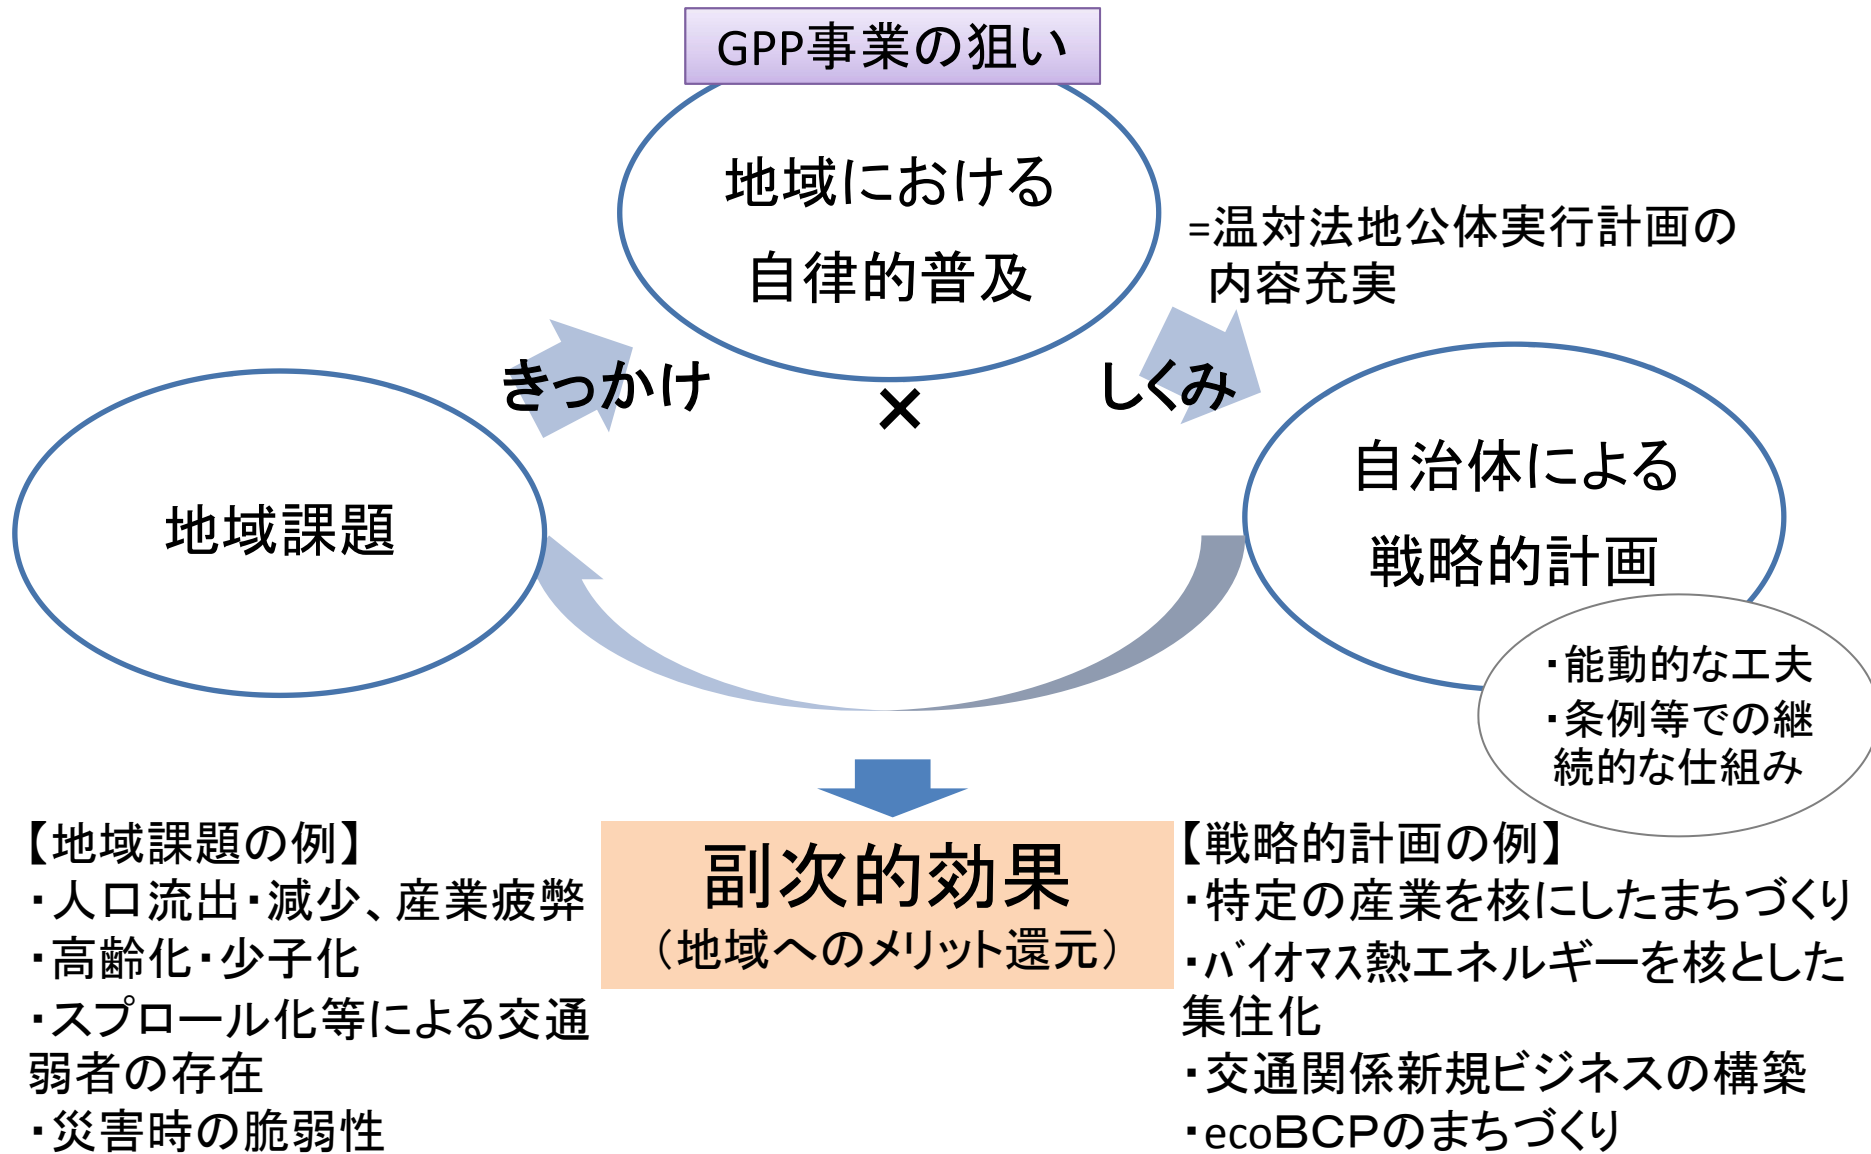 GPP事業の狙い
地域における
自律的普及
=温対法地公体実行計画の
内容充実
きっかけ
×
しくみ
地域課題
自治体による
戦略的計画
・能動的な工夫
・条例等での継
続的な仕組み
【地域課題の例】
・人口流出・減少、産業疲弊
・高齢化・少子化
・スプロール化等による交通
弱者の存在
・災害時の脆弱性
副次的効果
（地域へのメリット還元）
【戦略的計画の例】
・特定の産業を核にしたまちづくり
・ﾊﾞｲｵﾏｽ熱エネルギーを核とした
集住化
・交通関係新規ビジネスの構築
・ecoＢＣＰのまちづくり